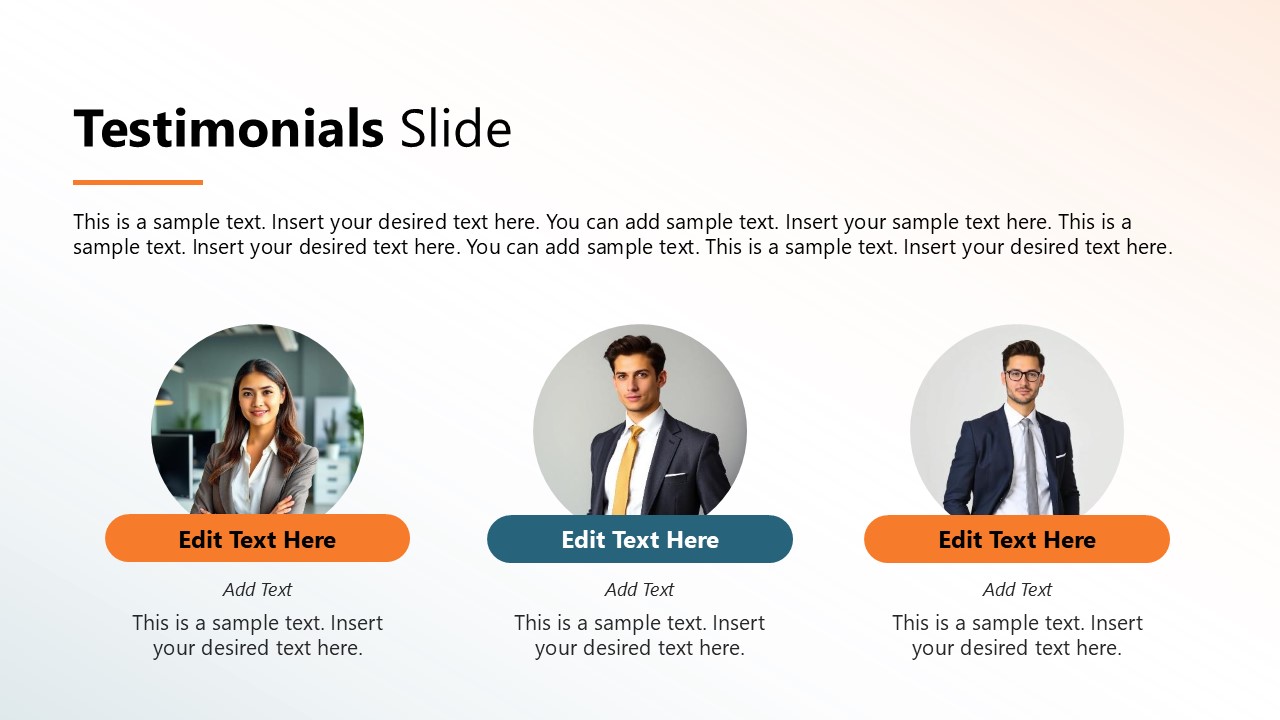 Testimonials Slide
This is a sample text. Insert your desired text here. You can add sample text. Insert your sample text here. This is a
sample text. Insert your desired text here. You can add sample text. This is a sample text. Insert your desired text here.
Edit Text Here
Add Text
This is a sample text. Insert
your desired text here.
Edit Text Here
Add Text
This is a sample text. Insert
your desired text here.
Edit Text Here
Add Text
This is a sample text. Insert
your desired text here.